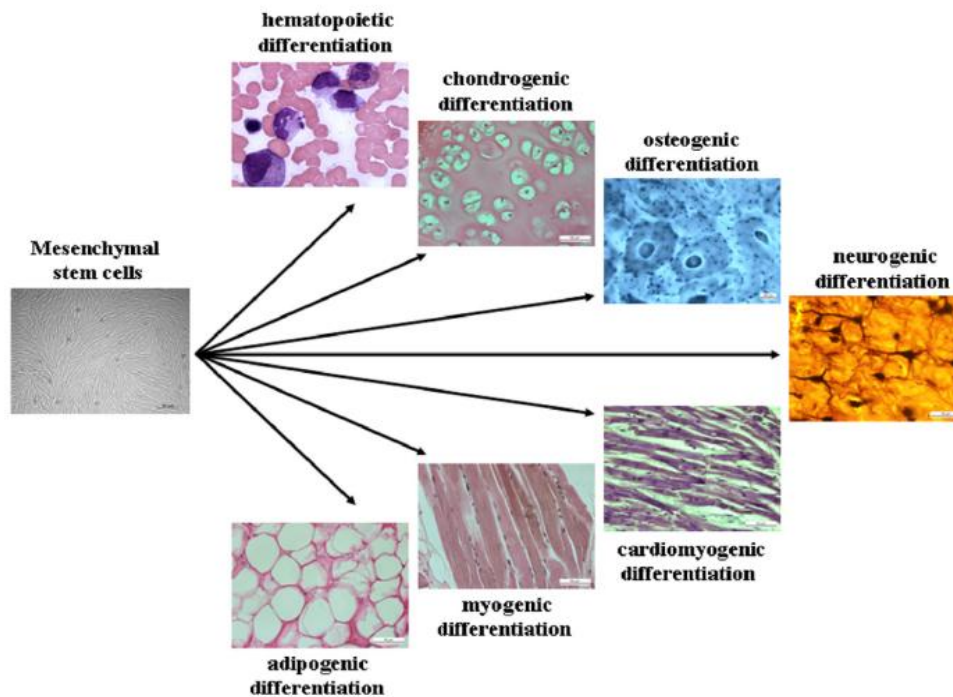 hematopoietic
differentiation
chondrogenic
differentiation
osteogenic
differentiation
Mesenchymal
stem cells
neurogenic
differentiation
cardiomyogenic
differentiation
myogenic
differentiation
adipogenic
differentiation